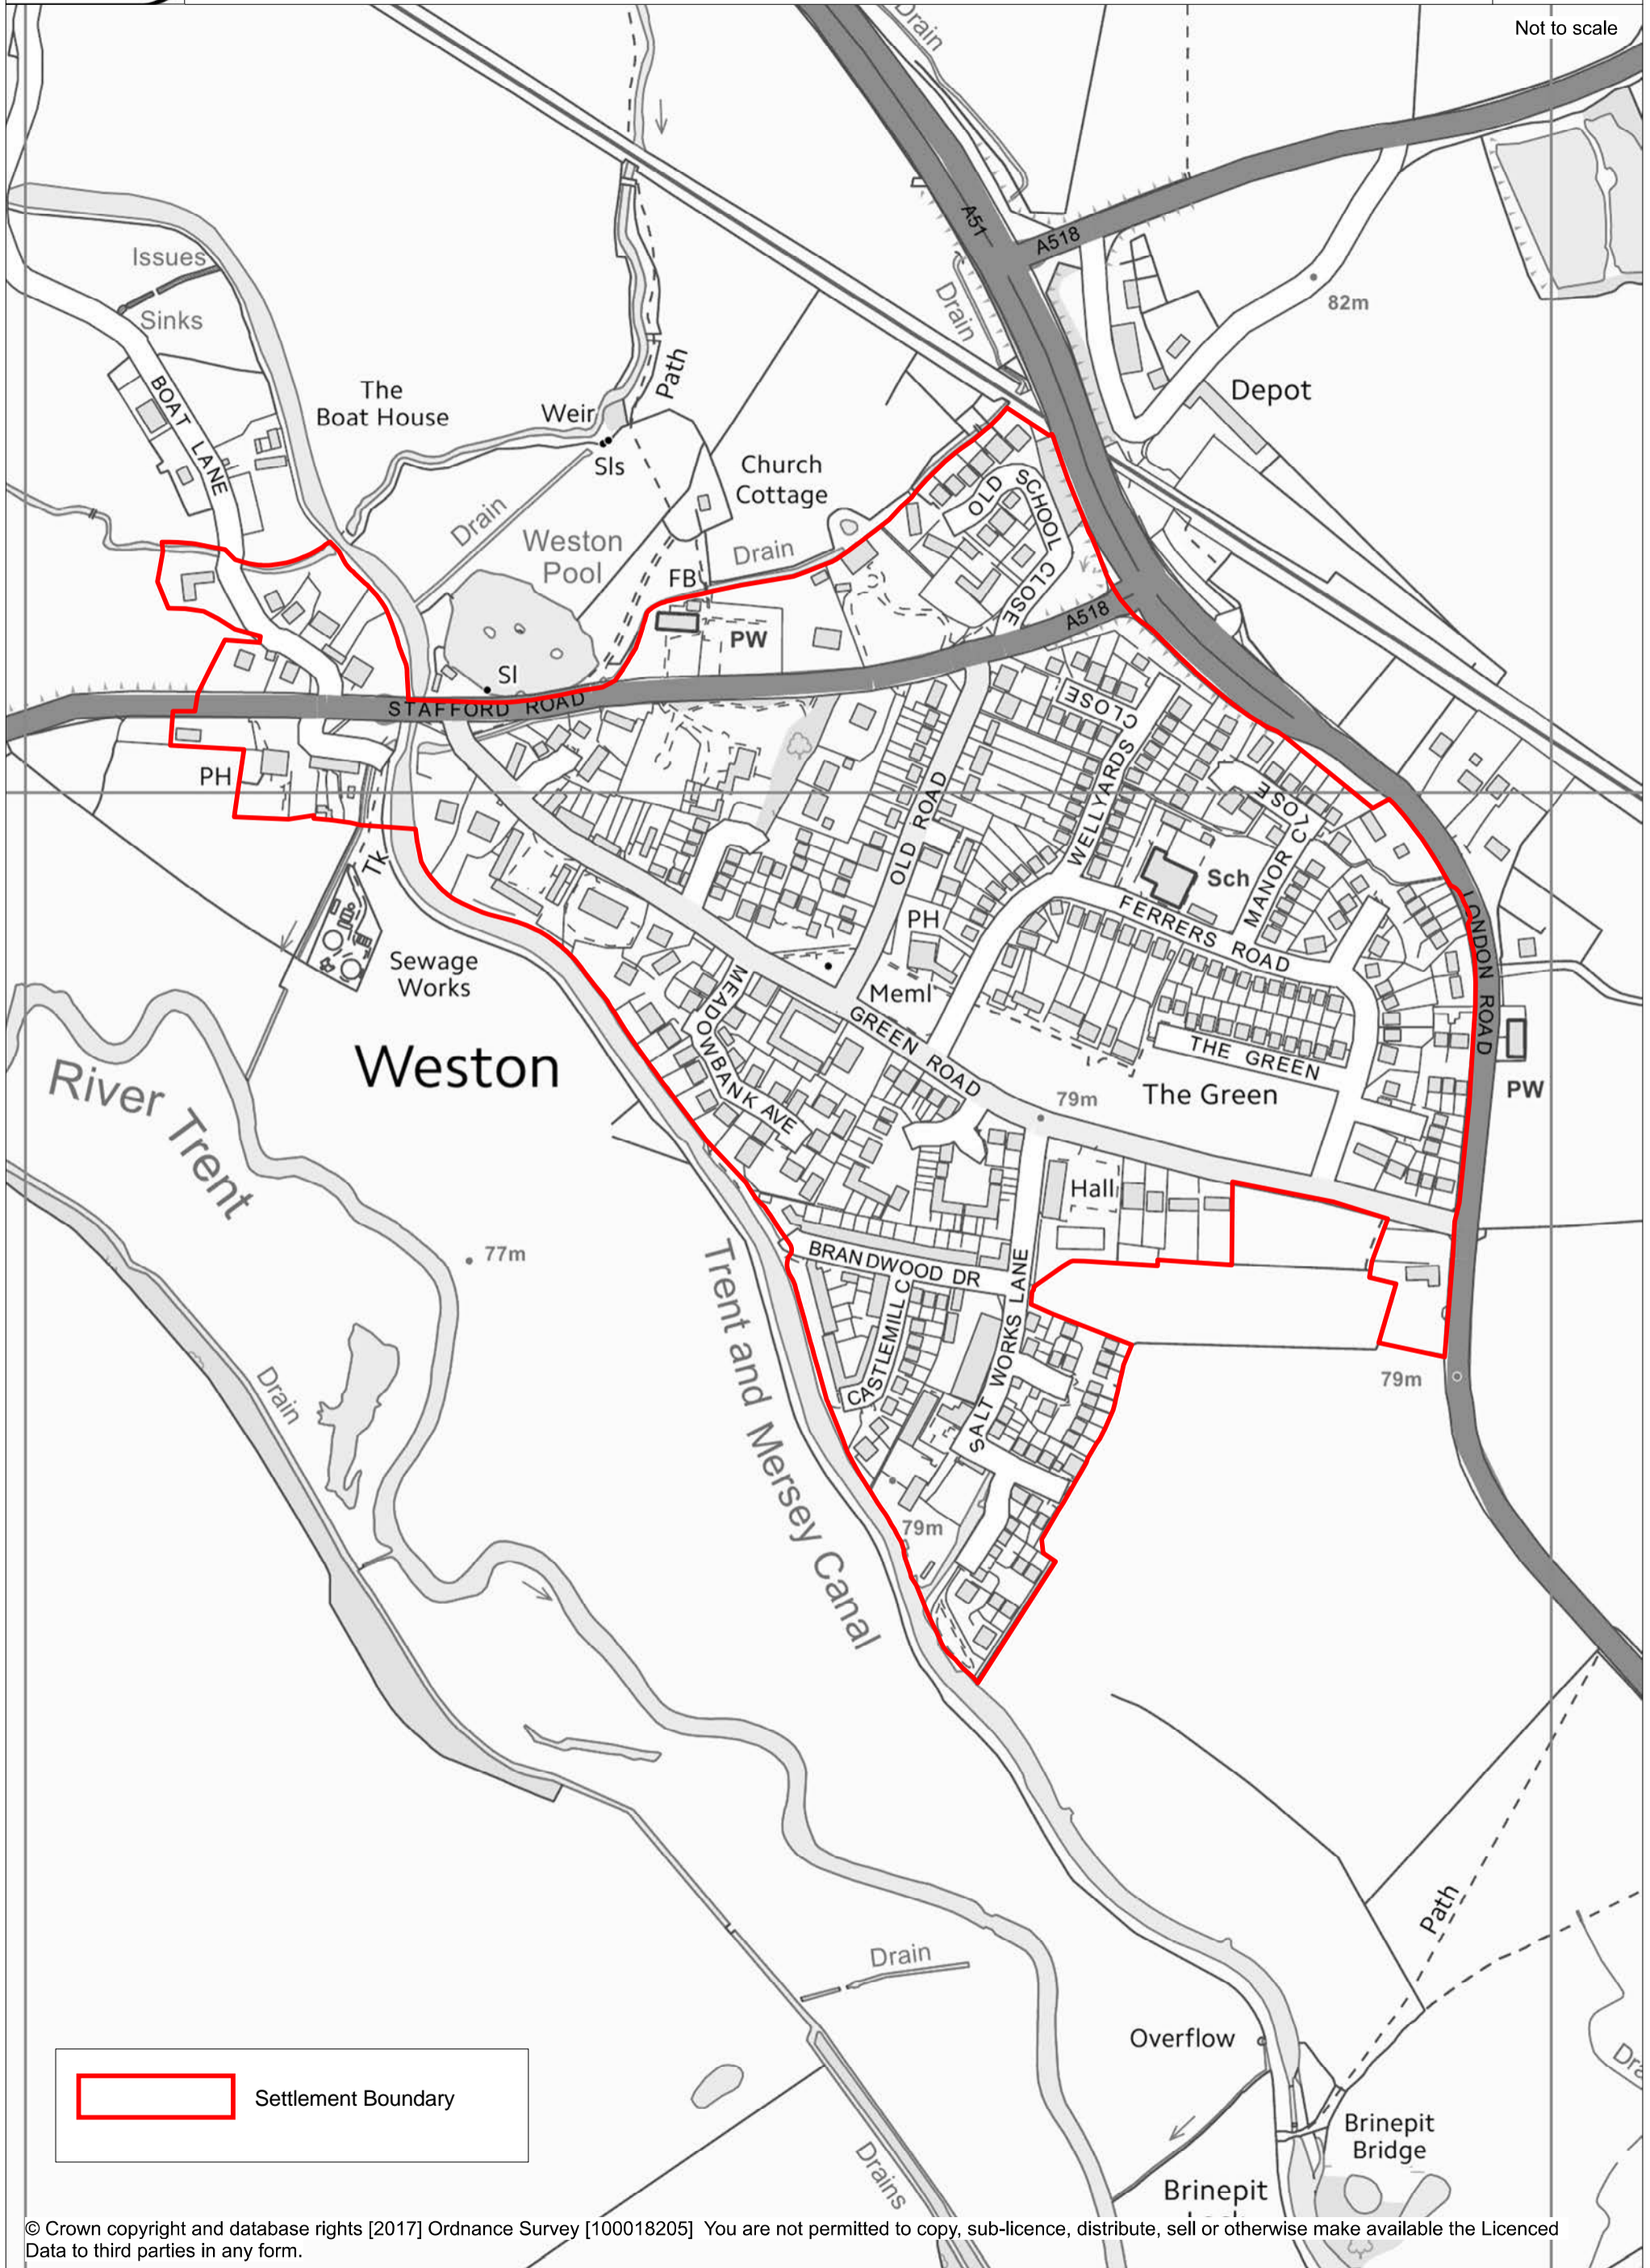 Not to scale
Drain
A51
A518
Issues
Sinks
82m
Drain
Path
BOAT LANE
The
Boat House
Weir
Sls
Depot
Church
Cottage
OLD SCHOOL CLOSE
Drain
Weston
Pool
Drain
FB
PW
A518
Sl
STAFFORD ROAD
CLOSE
PH
WELLYARDS
OLD ROAD
CLOSE
MANOR
Sch
Tk
FERRERS ROAD
LONDON ROAD
PH
Sewage
Works
Meml
MEADOWBANK AVE
GREEN ROAD
THE GREEN
Weston
79m
The Green
PW
River Trent
Hall
77m
BRANDWOOD DR
Trent and Mersey Canal
CASTLEMILL C
SALT WORKS LANE
79m
Drain
79m
Path
Drain
Overflow
Brinepit
Bridge
Drains
Brinepit
Settlement Boundary
© Crown copyright and database rights [2017] Ordnance Survey [100018205] You are not permitted to copy, sub-licence, distribute, sell or otherwise make available the Licenced
Data to third parties in any form.